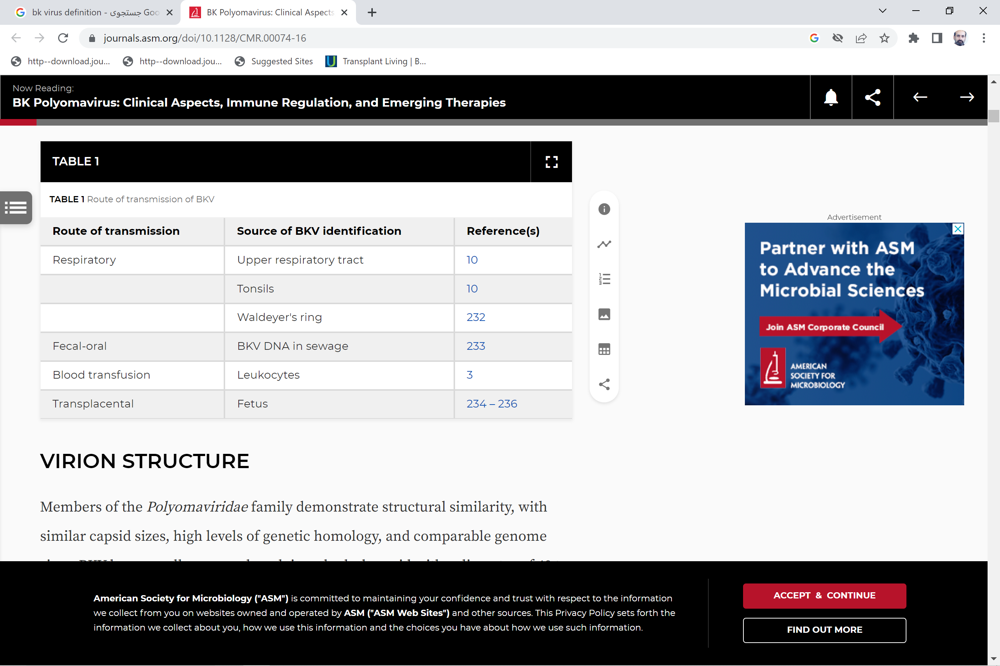 bk virus definition - جستجوی Goo
BK Polyomavirus: Clinical Aspects
journals.asm.org/doi/10.1128/CMR.00074-16
http--download.jou...
http--download.jou...
Suggested Sites
Transplant Living | B...
Now Reading:
BK Polyomavirus: Clinical Aspects, Immune Regulation, and Emerging Therapies
TABLE 1
TABLE 1 Route of transmission of BKV
Route of transmission Source of BKV identification Reference(s)
Respiratory Upper respiratory tract 10
Tonsils 10
Waldeyer's ring 232
Fecal-oral BKV DNA in sewage 233
Blood transfusion Leukocytes 3
Transplacental Fetus 234 – 236
Advertisement
Partner with ASM
to Advance the
Microbial Sciences
Join ASM Corporate Council
AMERICAN
SOCIETY FOR
MICROBIOLOGY
VIRION STRUCTURE
Members of the Polyomaviridae family demonstrate structural similarity, with
similar capsid sizes, high levels of genetic homology, and comparable genome
American Society for Microbiology ("ASM") is committed to maintaining your confidence and trust with respect to the information
we collect from you on websites owned and operated by ASM ("ASM Web Sites") and other sources. This Privacy Policy sets forth the
information we collect about you, how we use this information and the choices you have about how we use such information.
ACCEPT & CONTINUE
FIND OUT MORE